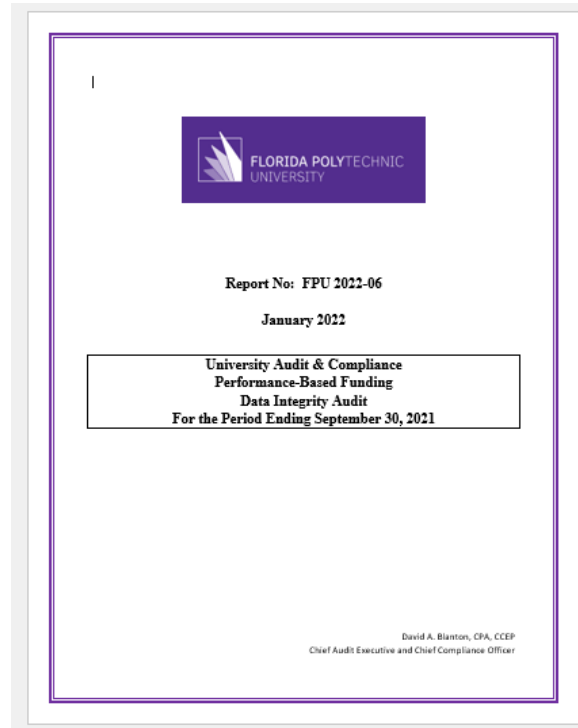 FLORIDA POLYTECHNIC
UNIVERSITY
Report No: FPU 2022-06
January 2022
University Audit & Compliance
Performance-Based Funding
Data Integrity Audit
For the Period Ending September 30, 2021
David A. Blanton, CPA, CCEP
Chief Audit Executive and Chief Compliance Officer